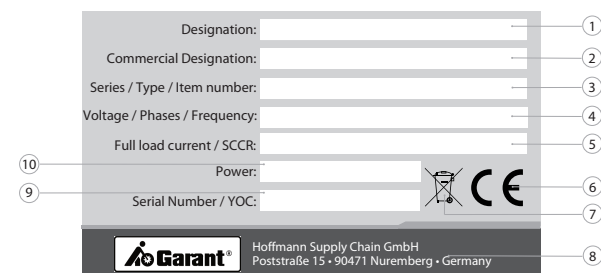 Designation:
1
Commercial Designation:
2
Series / Type / Item number:
3
Voltage / Phases / Frequency:
4
Full load current / SCCR:
5
10
Power:
9
Serial Number / YOC:
CE
6
7
Garant®
Hoffmann Supply Chain GmbH
Poststraße 15 • 90471 Nuremberg • Germany
8